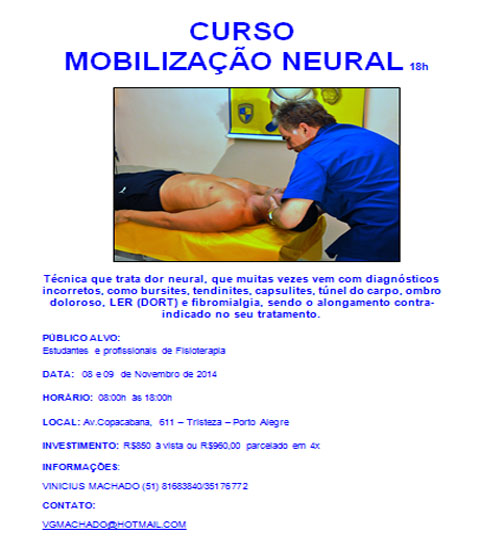 CURSO
MOBILIZAÇÃO NEURAL 18h
Técnica que trata dor neural, que muitas vezes vem com diagnósticos
incorretos, como bursites, tendinites, capsulites, túnel do carpo, ombro
doloroso, LER (DORT) e fibromialgia, sendo o alongamento contra-
indicado no seu tratamento.
PÚBLICO ALVO:
Estudantes e profissionais de Fisioterapia
DATA: 08 e 09 de Novembro de 2014
HORÁRIO: 08:00h às 18:00h
LOCAL: Av.Copacabana, 611 – Tristeza – Porto Alegre
INVESTIMENTO: R$850 à vista ou R$960,00 parcelado em 4x
INFORMAÇÕES:
VINICIUS MACHADO (51) 81683840/35176772
CONTATO:
VGMACHADO@HOTMAIL.COM